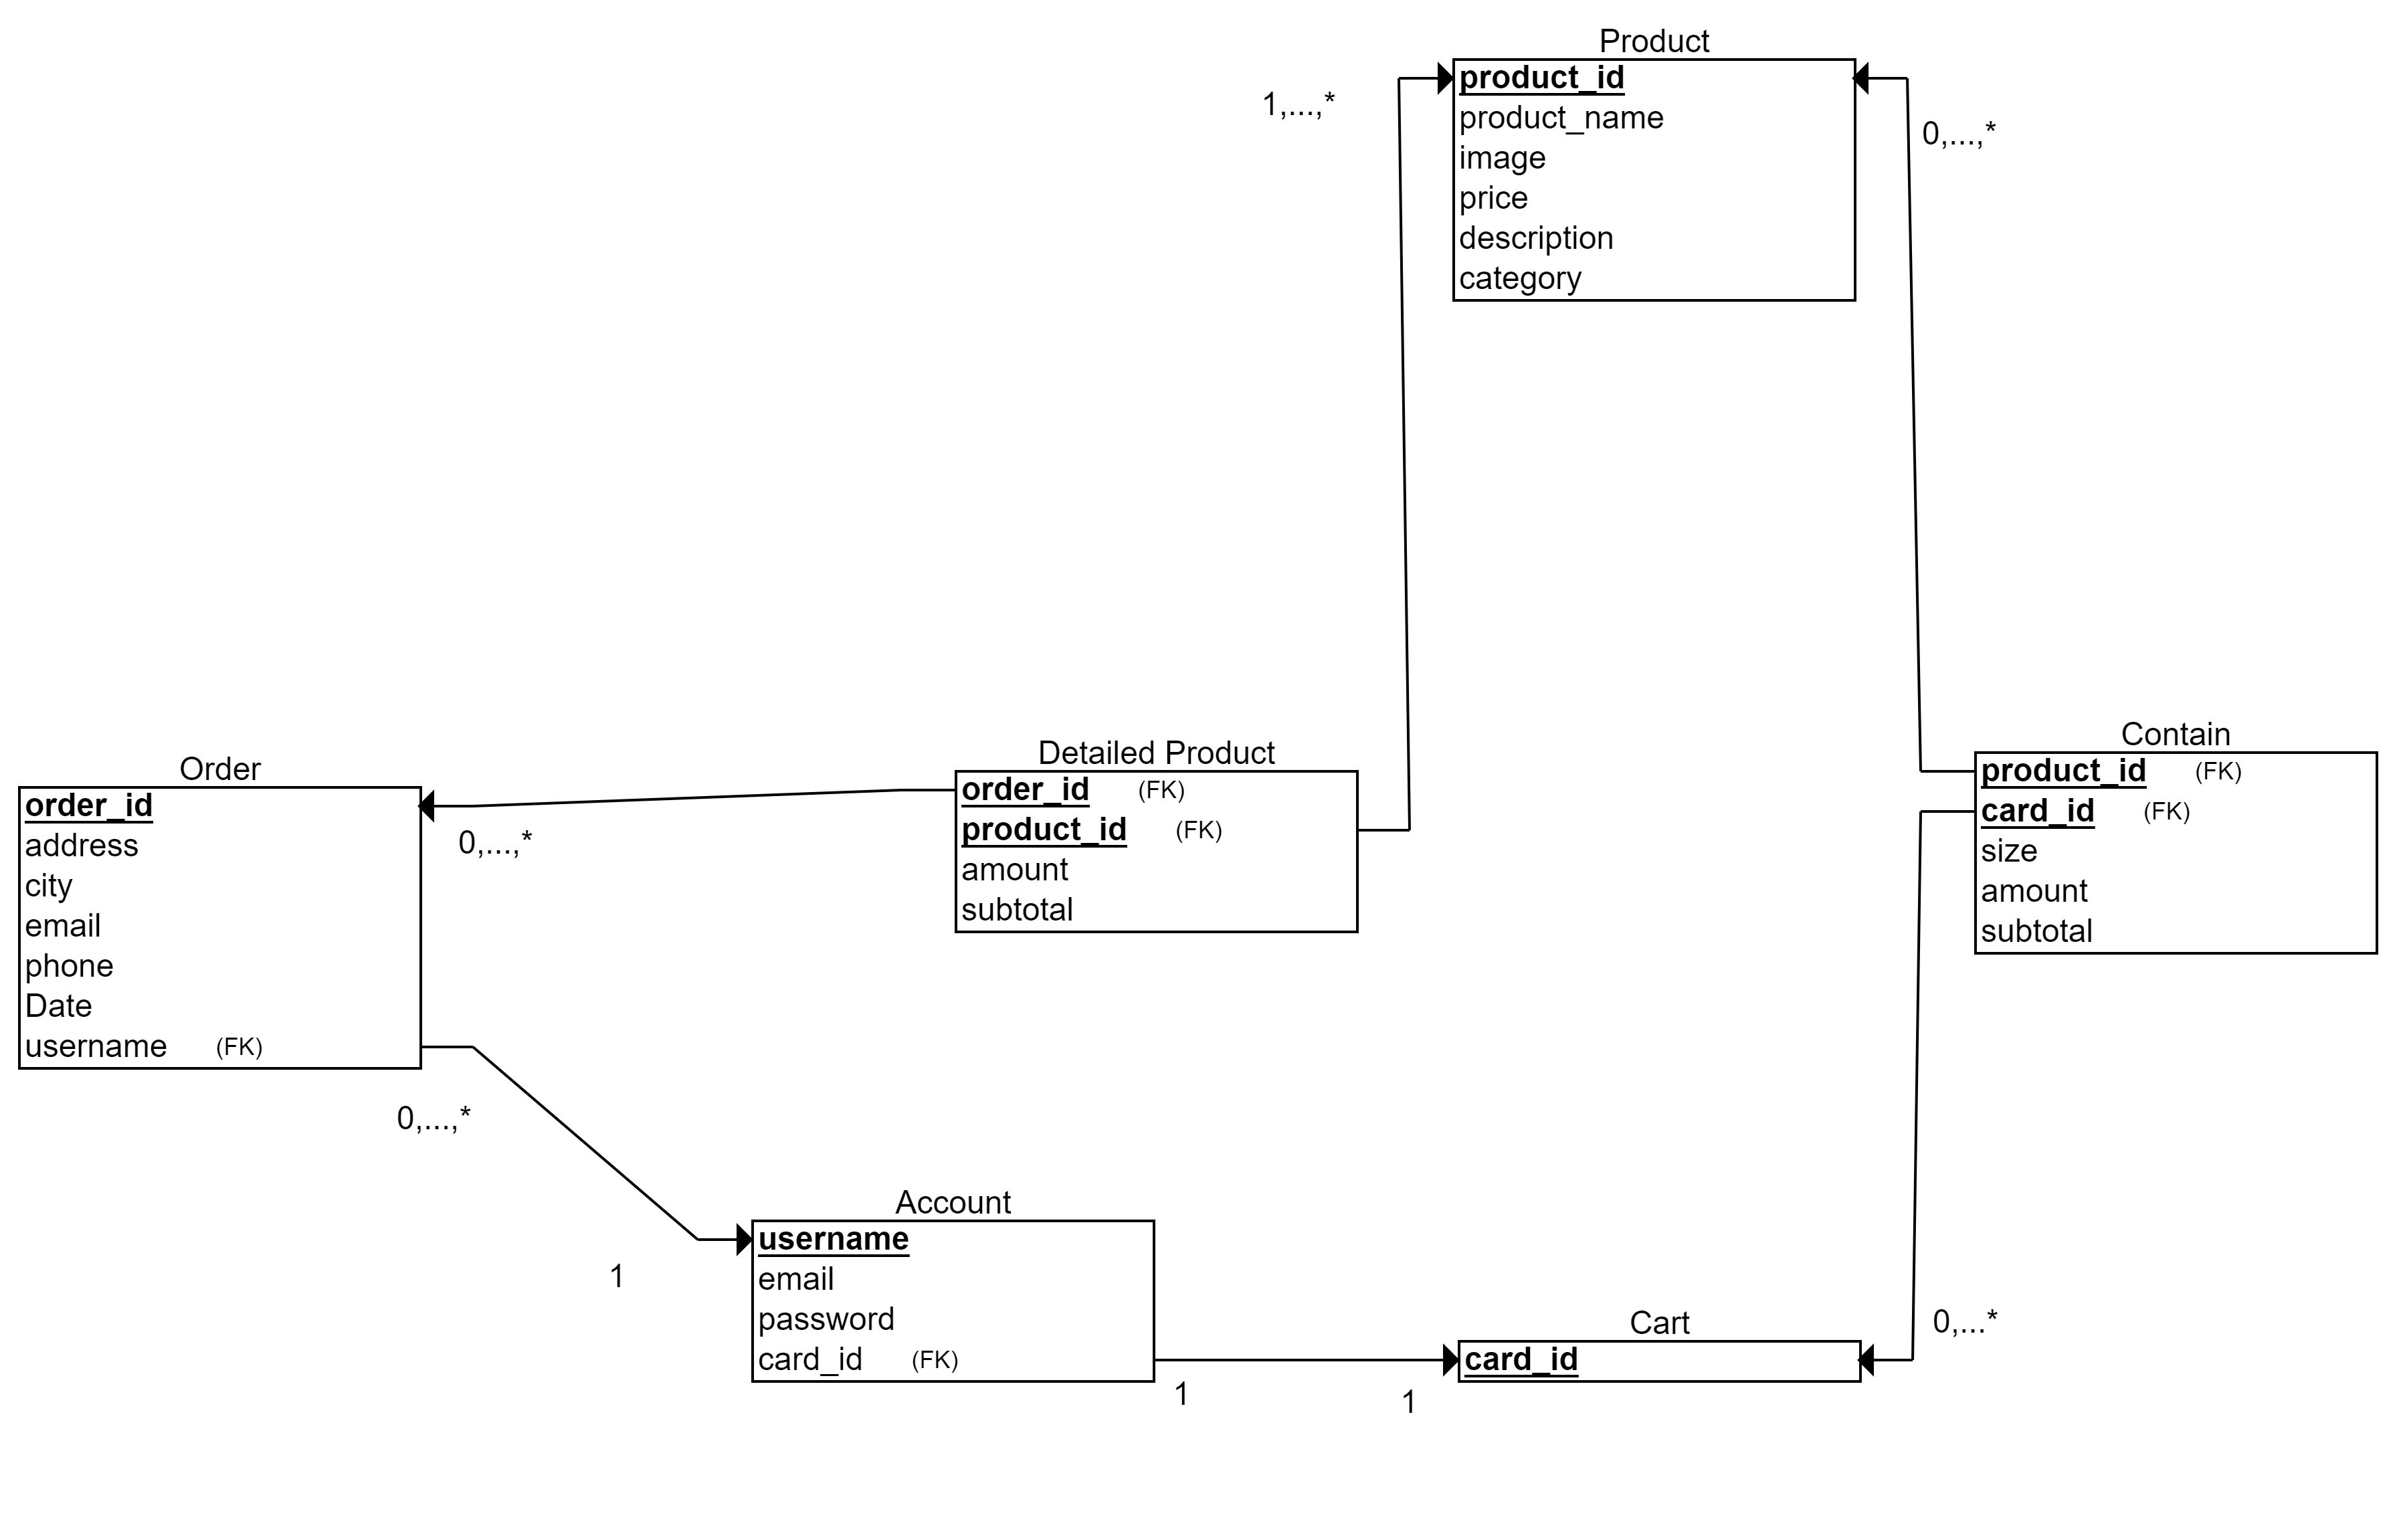 Product
product_id
product_name
image
price
description
category
1,...,*
0,...,*
Order
order_id
address
city
email
phone
Date
username (FK)
0,...,*
0,...,*
Detailed Product
order_id (FK)
product_id (FK)
amount
subtotal
Contain
product_id (FK)
card_id (FK)
size
amount
subtotal
Account
username
email
password
card_id (FK)
1
1
1
Cart
card_id
0,...*